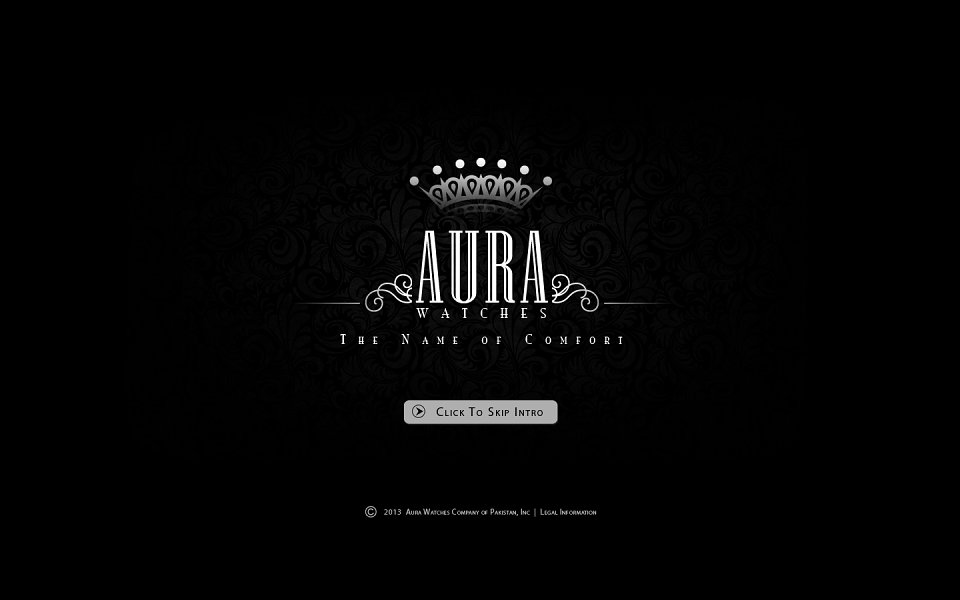 AURA
WATCHES
The Name of Comfort
Click To Skip Intro
© 2013 Aura Watches Company of Pakistan, Inc | Legal Information